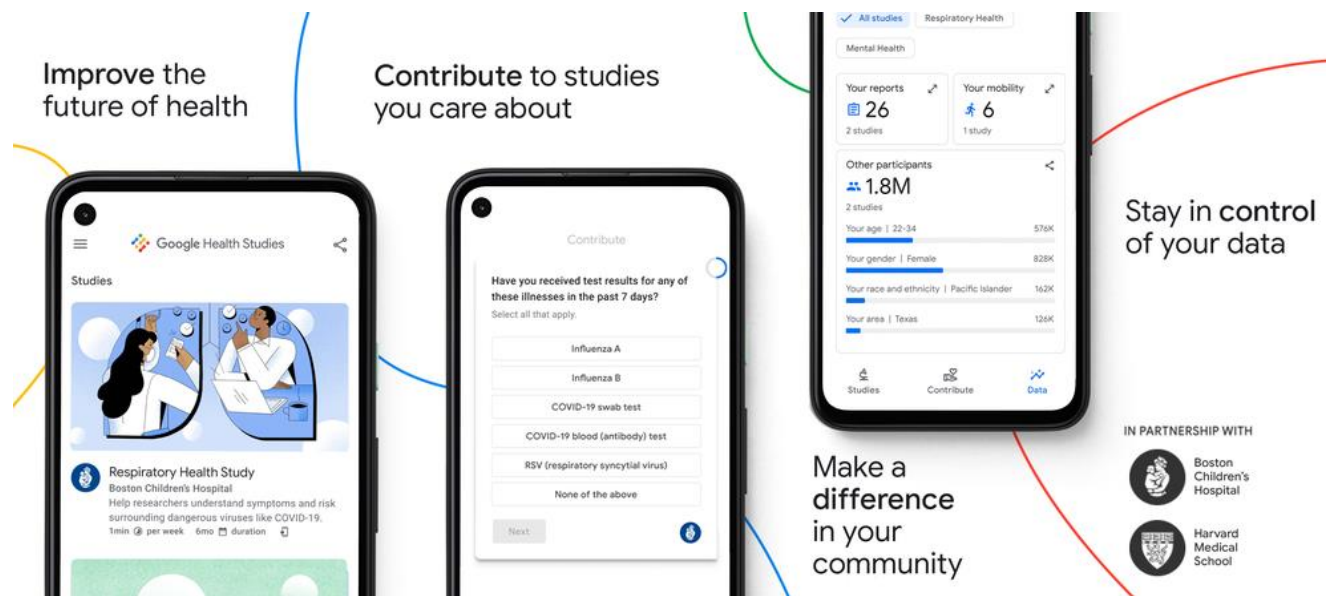 Improve the
future of health
Google Health Studies
Studies
Respiratory Health Study
Boston Children's Hospital
Help researchers understand symptoms and risk
surrounding dangerous viruses like COVID-19.
1min per week 6mo duration
Contribute to studies
you care about
Contribute
Have you received test results for any of
these illnesses in the past 7 days?
Select all that apply.
Influenza A
Influenza B
COVID-19 swab test
COVID-19 blood (antibody) test
RSV (respiratory syncytial virus)
None of the above
Next
All studies
Respiratory Health
Mental Health
Your reports
26
2 studies
Your mobility
6
1 study
Other participants
1.8M
2 studies
Your age | 22-34 576K
Your gender | Female 828K
Your race and ethnicity | Pacific Islander 162K
Your area | Texas 126K
Studies
Contribute
Data
Make a
difference
in your
community
Stay in control
of your data
IN PARTNERSHIP WITH
Boston
Children's
Hospital
Harvard
Medical
School